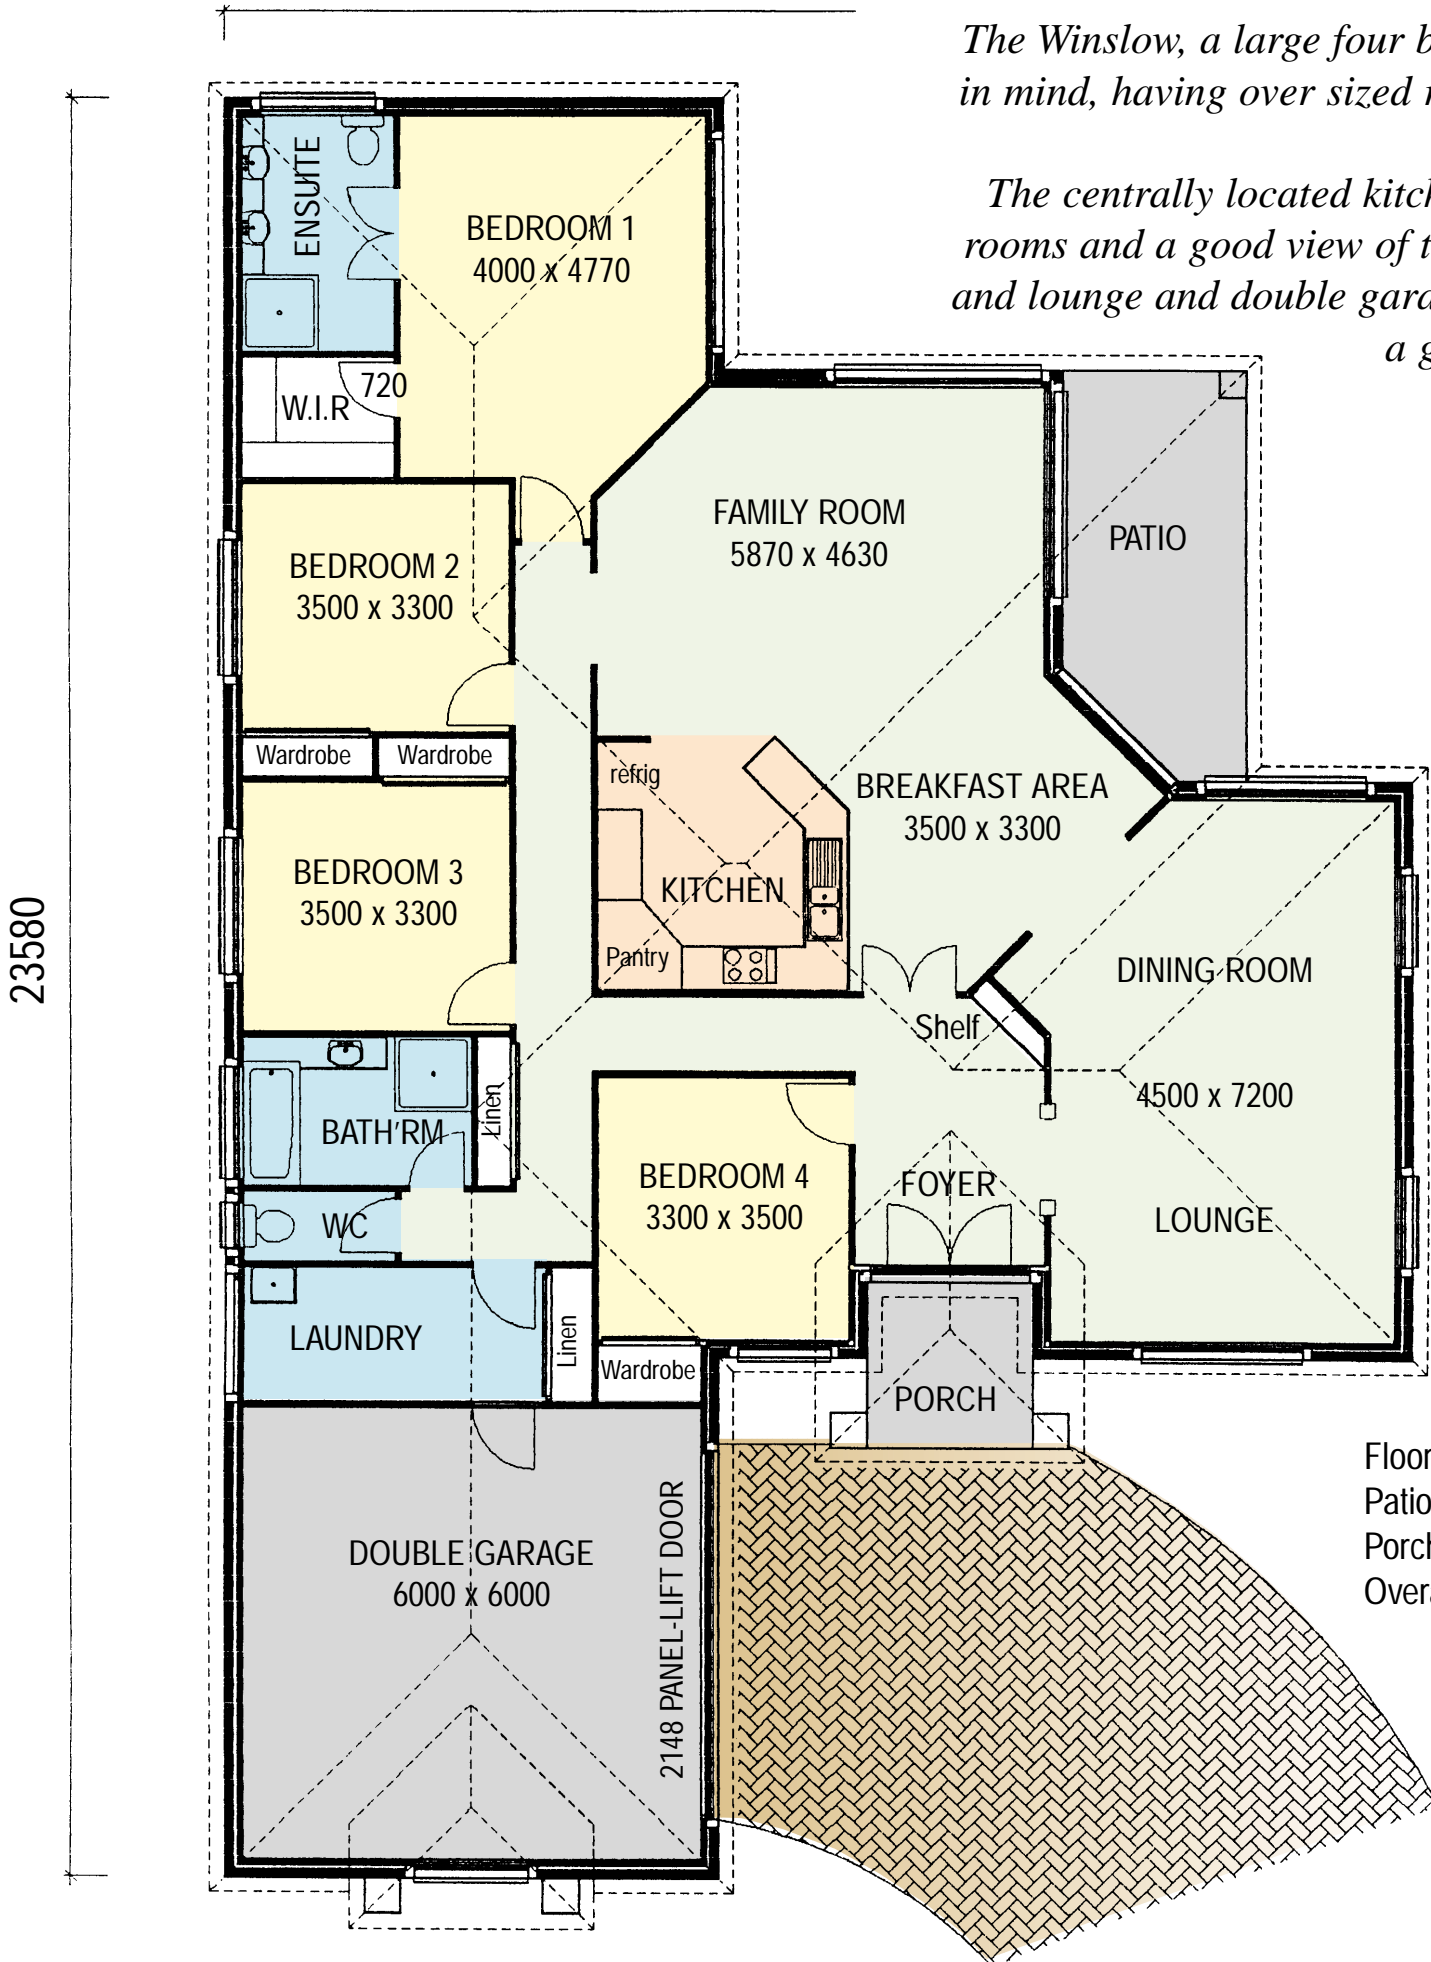 The Winslow, a large four b
in mind, having over sized
The centrally located kitch
rooms and a good view of t
and lounge and double gara
a g
ENSUITE
BEDROOM 1
4000 x 4770
720
W.I.R
FAMILY ROOM
5870 x 4630
PATIO
BEDROOM 2
3500 x 3300
Wardrobe
Wardrobe
refrig
BREAKFAST AREA
3500 x 3300
BEDROOM 3
3500 x 3300
KITCHEN
Pantry
DINING ROOM
23580
Shelf
4500 x 7200
Linen
BATH'RM
BEDROOM 4
3300 x 3500
FOYER
LOUNGE
WC
LAUNDRY
Linen
Wardrobe
PORCH
DOUBLE GARAGE
6000 x 6000
2148 PANEL-LIFT DOOR
Floor
Patio
Porch
Overa